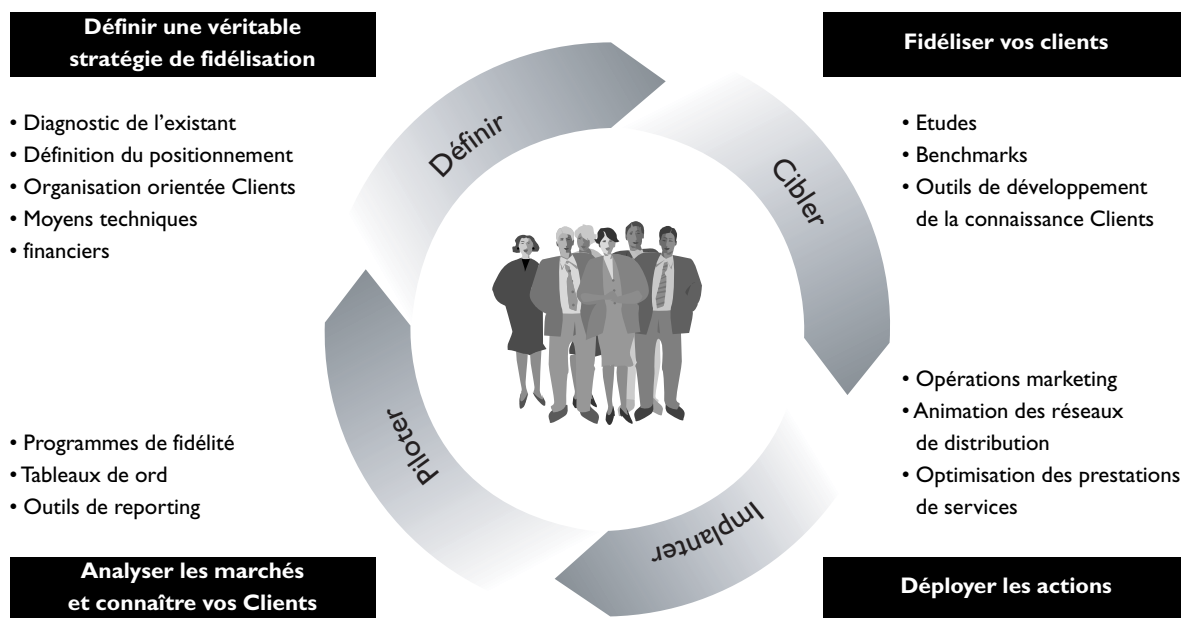 Définir une véritable
stratégie de fidélisation
• Diagnostic de l’existant
• Définition du positionnement
• Organisation orientée Clients
• Moyens techniques
• financiers
Fidéliser vos clients
• Etudes
• Benchmarks
• Outils de développement
de la connaissance Clients
Définir
Cibler
Piloter
Implanter
• Programmes de fidélité
• Tableaux de ord
• Outils de reporting
Analyser les marchés
et connaître vos Clients
• Opérations marketing
• Animation des réseaux
de distribution
• Optimisation des prestations
de services
Déployer les actions